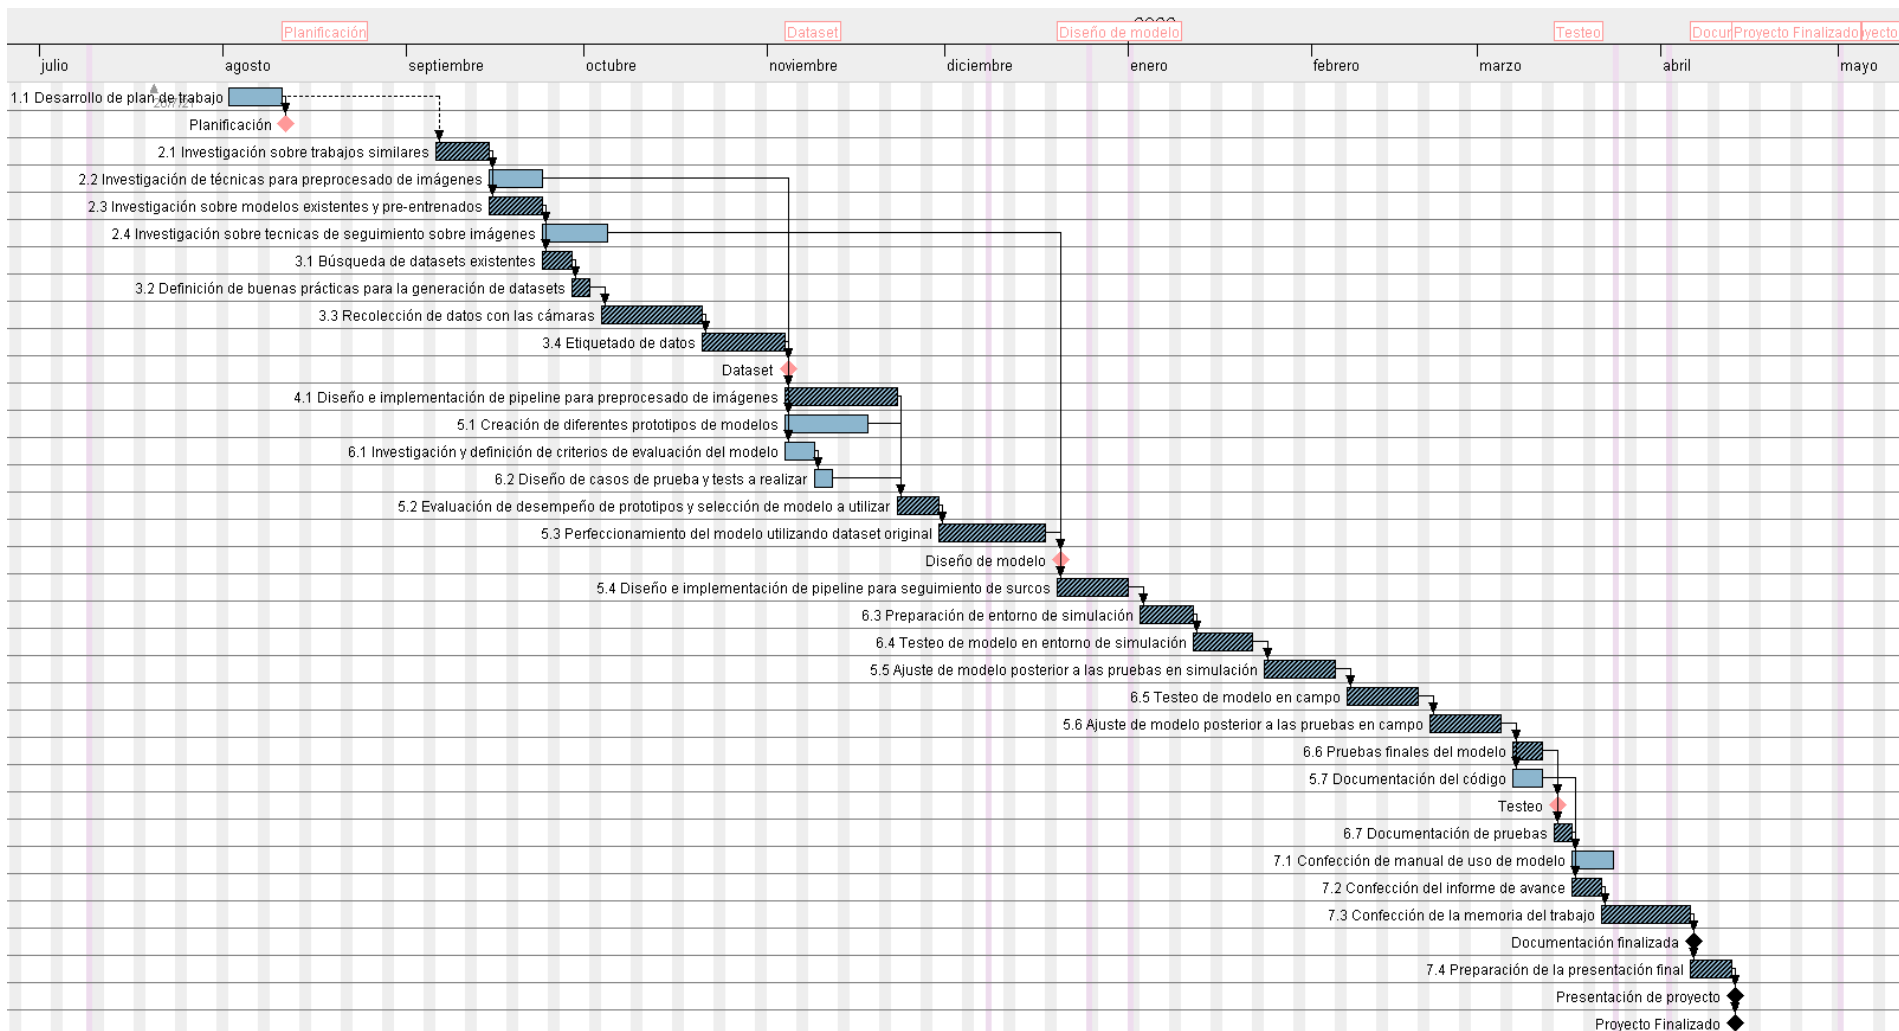 Planificación
Dataset
Diseño de modelo
Testeo
Docur
Proyecto Finalizado
yecto
julio
agosto
septiembre
octubre
noviembre
diciembre
enero
febrero
marzo
abril
mayo
1.1 Desarrollo de plan de trabajo
Planificación
2.1 Investigación sobre trabajos similares
2.2 Investigación de técnicas para preprocesado de imágenes
2.3 Investigación sobre modelos existentes y pre-entrenados
2.4 Investigación sobre tecnicas de seguimiento sobre imágenes
3.1 Búsqueda de datasets existentes
3.2 Definición de buenas prácticas para la generación de datasets
3.3 Recolección de datos con las cámaras
3.4 Etiquetado de datos
Dataset
4.1 Diseño e implementación de pipeline para preprocesado de imágenes
5.1 Creación de diferentes prototipos de modelos
6.1 Investigación y definición de criterios de evaluación del modelo
6.2 Diseño de casos de prueba y tests a realizar
5.2 Evaluación de desempeño de prototipos y selección de modelo a utilizar
5.3 Perfeccionamiento del modelo utilizando dataset original
Diseño de modelo
5.4 Diseño e implementación de pipeline para seguimiento de surcos
6.3 Preparación de entorno de simulación
6.4 Testeo de modelo en entorno de simulación
5.5 Ajuste de modelo posterior a las pruebas en simulación
6.5 Testeo de modelo en campo
5.6 Ajuste de modelo posterior a las pruebas en campo
6.6 Pruebas finales del modelo
5.7 Documentación del código
Testeo
6.7 Documentación de pruebas
7.1 Confección de manual de uso de modelo
7.2 Confección del informe de avance
7.3 Confección de la memoria del trabajo
Documentación finalizada
7.4 Preparación de la presentación final
Presentación de proyecto
Proyecto Finalizado